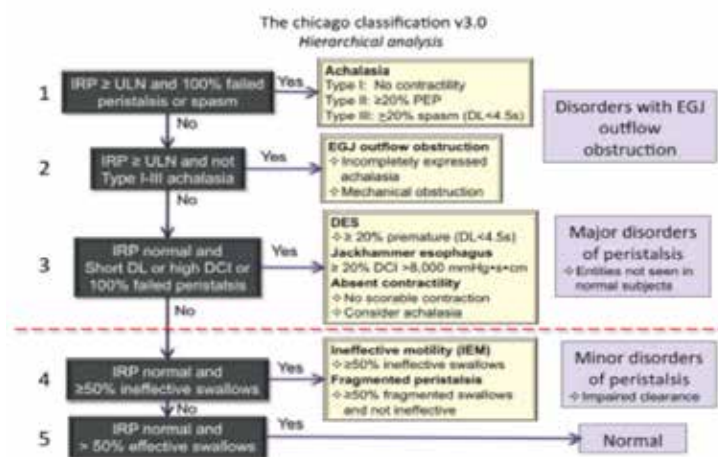 The chicago classification v3.0
Hierarchical analysis
1
IRP ≥ ULN and 100% failed
peristalsis or spasm
Yes
Achalasia
Type I: No contractility
Type II: ≥20% PEP
Type III: ≥20% spasm (DL<4.5s)
Disorders with EGJ
outflow
obstruction
No
2
IRP ≥ ULN and not
Type I-III achalasia
Yes
EGJ outflow obstruction
❖ Incompletely expressed
achalasia
❖ Mechanical obstruction
No
3
IRP normal and
Short DL or high DCI or
100% failed peristalsis
Yes
DES
❖ ≥ 20% premature (DL<4.5s)
Jackhammer esophagus
≥ 20% DCI >8,000 mmHg•s•cm
Absent contractility
❖ No scorable contraction
❖ Consider achalasia
Major disorders
of peristalsis
❖ Entities not seen in
normal subjects
No
4
IRP normal and
≥50% ineffective swallows
Yes
Ineffective motility (IEM)
❖ ≥50% ineffective swallows
Fragmented peristalsis
❖ ≥50% fragmented swallows
and not ineffective
Minor disorders
of peristalsis
❖ Impaired clearance
No
5
IRP normal and
> 50% effective swallows
Yes
Normal